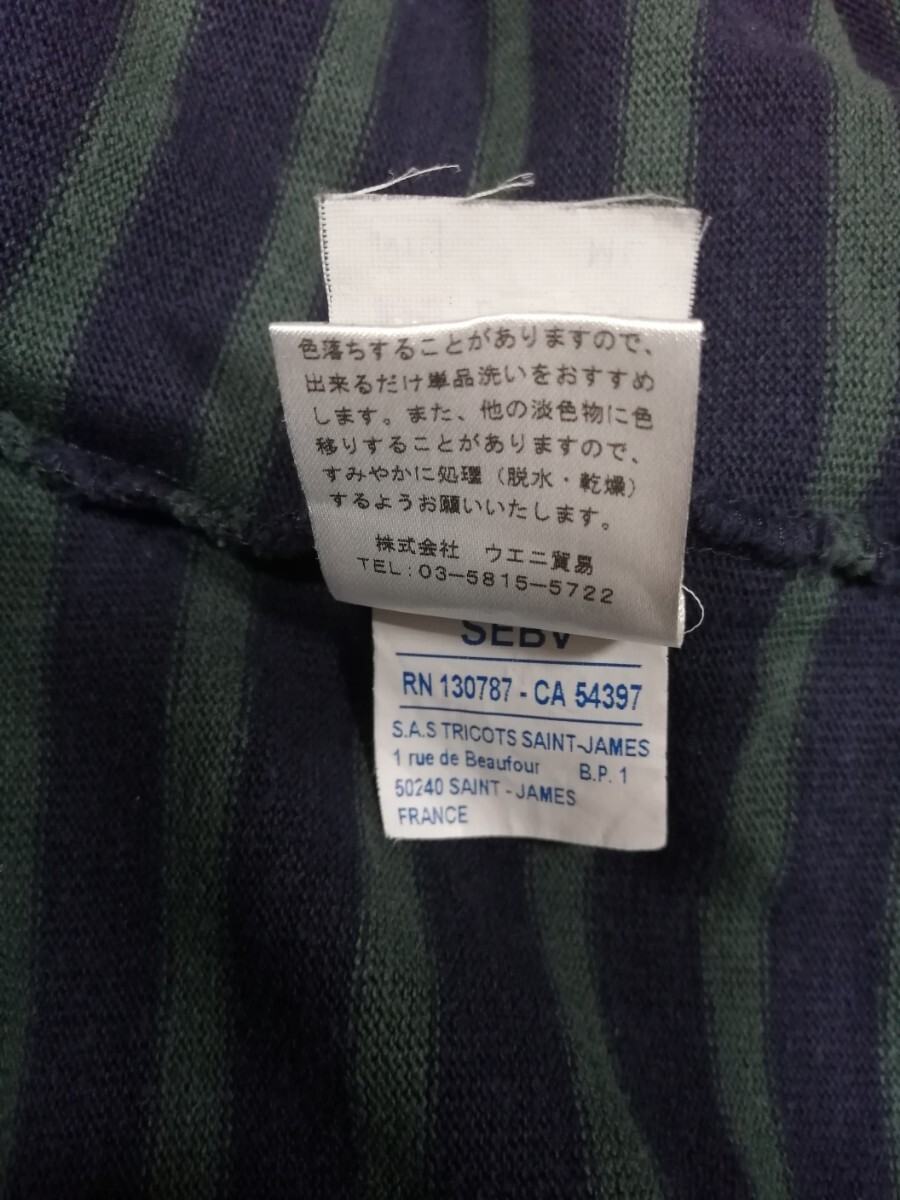 色落ちすることがありますので、
出来るだけ単品洗いをおすすめ
します。また、他の淡色物に色
移りすることがありますので、
すみやかに処理（脱水・乾燥）
するようお願いいたします。
株式会社　ウエニ貿易
TEL:03-5815-5722
SEBV
RN 130787 - CA 54397
S.A.S TRICOTS SAINT-JAMES
1 rue de Beaufour B.P. 1
50240 SAINT - JAMES
FRANCE